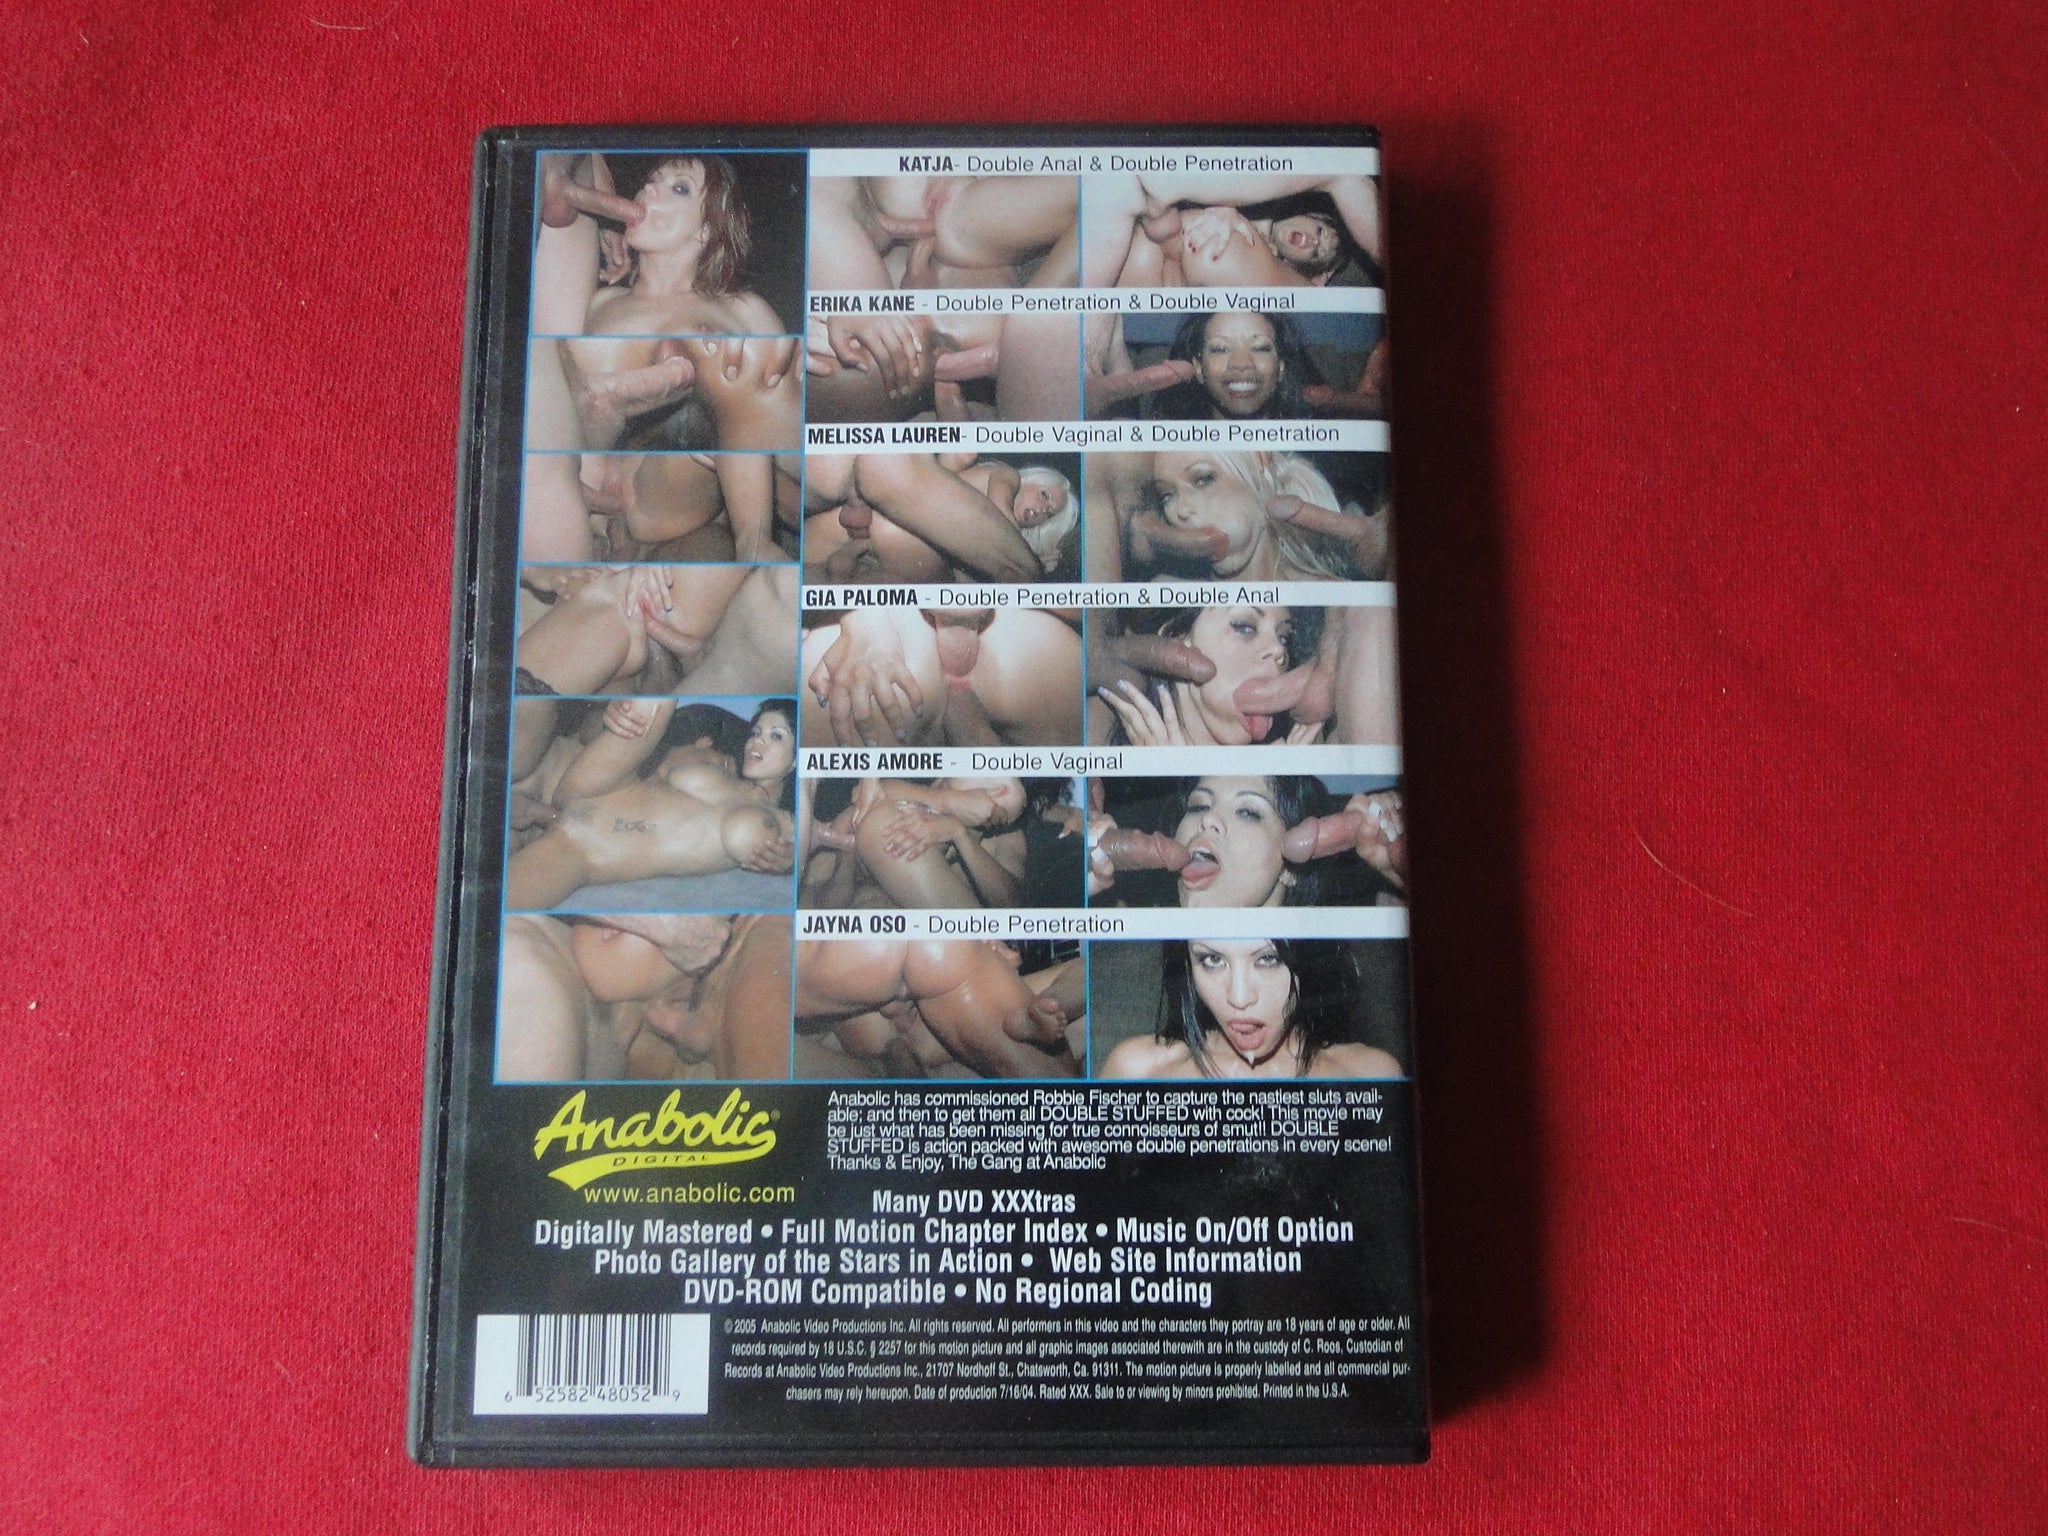 KATJA- Double Anal & Double Penetration
ERIKA KANE - Double Penetration & Double Vaginal
MELISSA LAUREN- Double Vaginal & Double Penetration
GIA PALOMA - Double Penetration & Double Anal
ALEXIS AMORE - Double Vaginal
JAYNA OSO - Double Penetration
Anabolic®
DIGITAL
www.anabolic.com
Anabolic has commissioned Robbie Fischer to capture the nastiest sluts avail-
able; and then to get them all DOUBLE STUFFED with cock! This movie may
be just what has been missing for true connoisseurs of smut!! DOUBLE
STUFFED is action packed with awesome double penetrations in every scene!
Thanks & Enjoy, The Gang at Anabolic
Many DVD XXXtras
Digitally Mastered • Full Motion Chapter Index • Music On/Off Option
Photo Gallery of the Stars in Action • Web Site Information
DVD-ROM Compatible • No Regional Coding
© 2005 Anabolic Video Productions Inc. All rights reserved. All performers in this video and the characters they portray are 18 years of age or older. All
records required by 18 U.S.C. § 2257 for this motion picture and all graphic images associated therewith are in the custody of C. Roos, Custodian of
Records at Anabolic Video Productions Inc., 21707 Nordhoff St., Chatsworth, Ca. 91311. The motion picture is properly labelled and all commercial pur-
chasers may rely hereupon. Date of production 7/16/04. Rated XXX. Sale to or viewing by minors prohibited. Printed in the U.S.A.
6 52582 48052 9